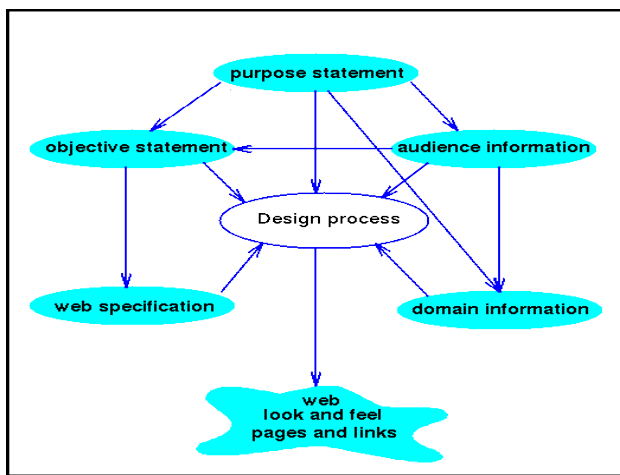 purpose statement
objective statement
audience information
Design process
web specification
domain information
web
look and feel
pages and links